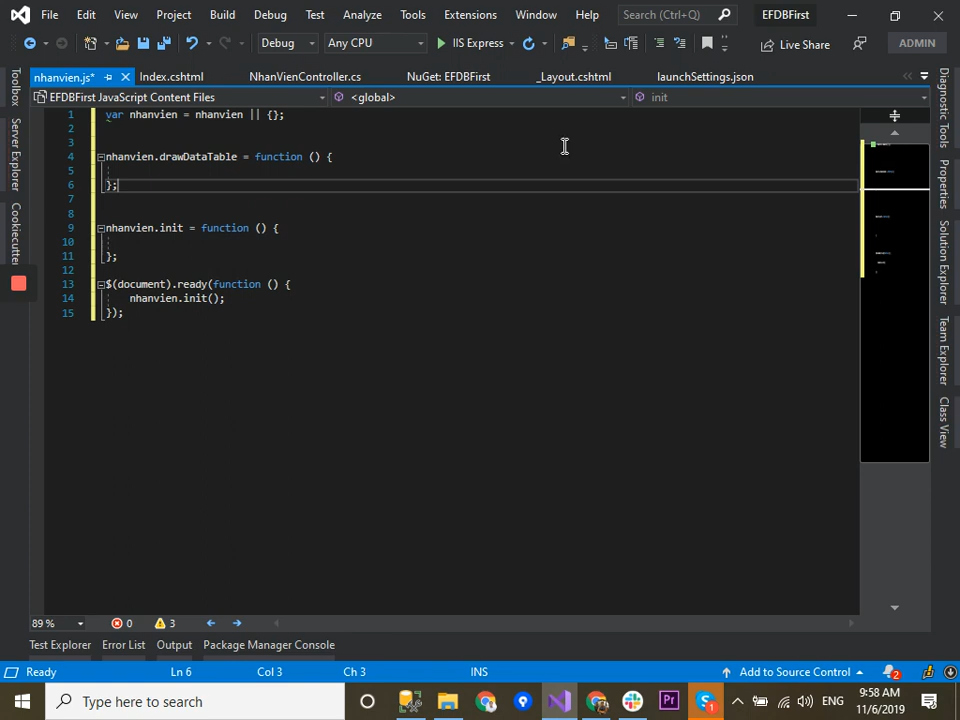 File Edit View Project Build Debug Test Analyze Tools Extensions Window Help Search (Ctrl+Q) EFDBFirst
Debug Any CPU IIS Express Live Share ADMIN
nhanvien.js* Index.cshtml NhanVienController.cs NuGet: EFDBFirst _Layout.cshtml launchSettings.json
EFDBFirst JavaScript Content Files <global> init
1 var nhanvien = nhanvien || {};
2
3
4 nhanvien.drawDataTable = function () {
5
6 };
7
8
9 nhanvien.init = function () {
10
11 };
12
13 $(document).ready(function () {
14 nhanvien.init();
15 });
Toolbox
Server Explorer
Cookiecutter
Diagnostic Tools
Properties
Solution Explorer
Team Explorer
Class View
89 % 0 3
Test Explorer Error List Output Package Manager Console
Ready Ln 6 Col 3 Ch 3 INS Add to Source Control 2
Type here to search Pr 1 ENG 9:58 AM
11/6/2019